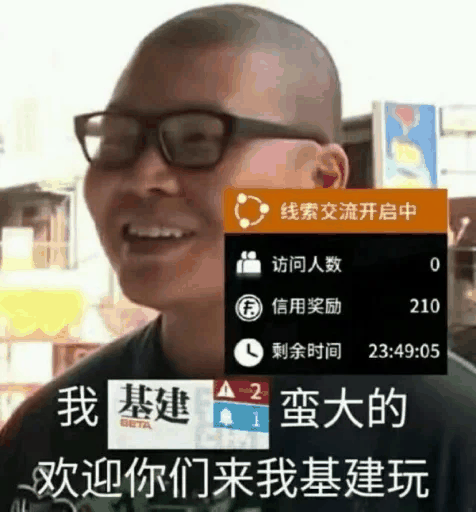 线索交流开启中
访问人数 0
信用奖励 210
剩余时间 23:49:05
我 基建 BETA 2 1 蛮大的
欢迎你们来我基建玩